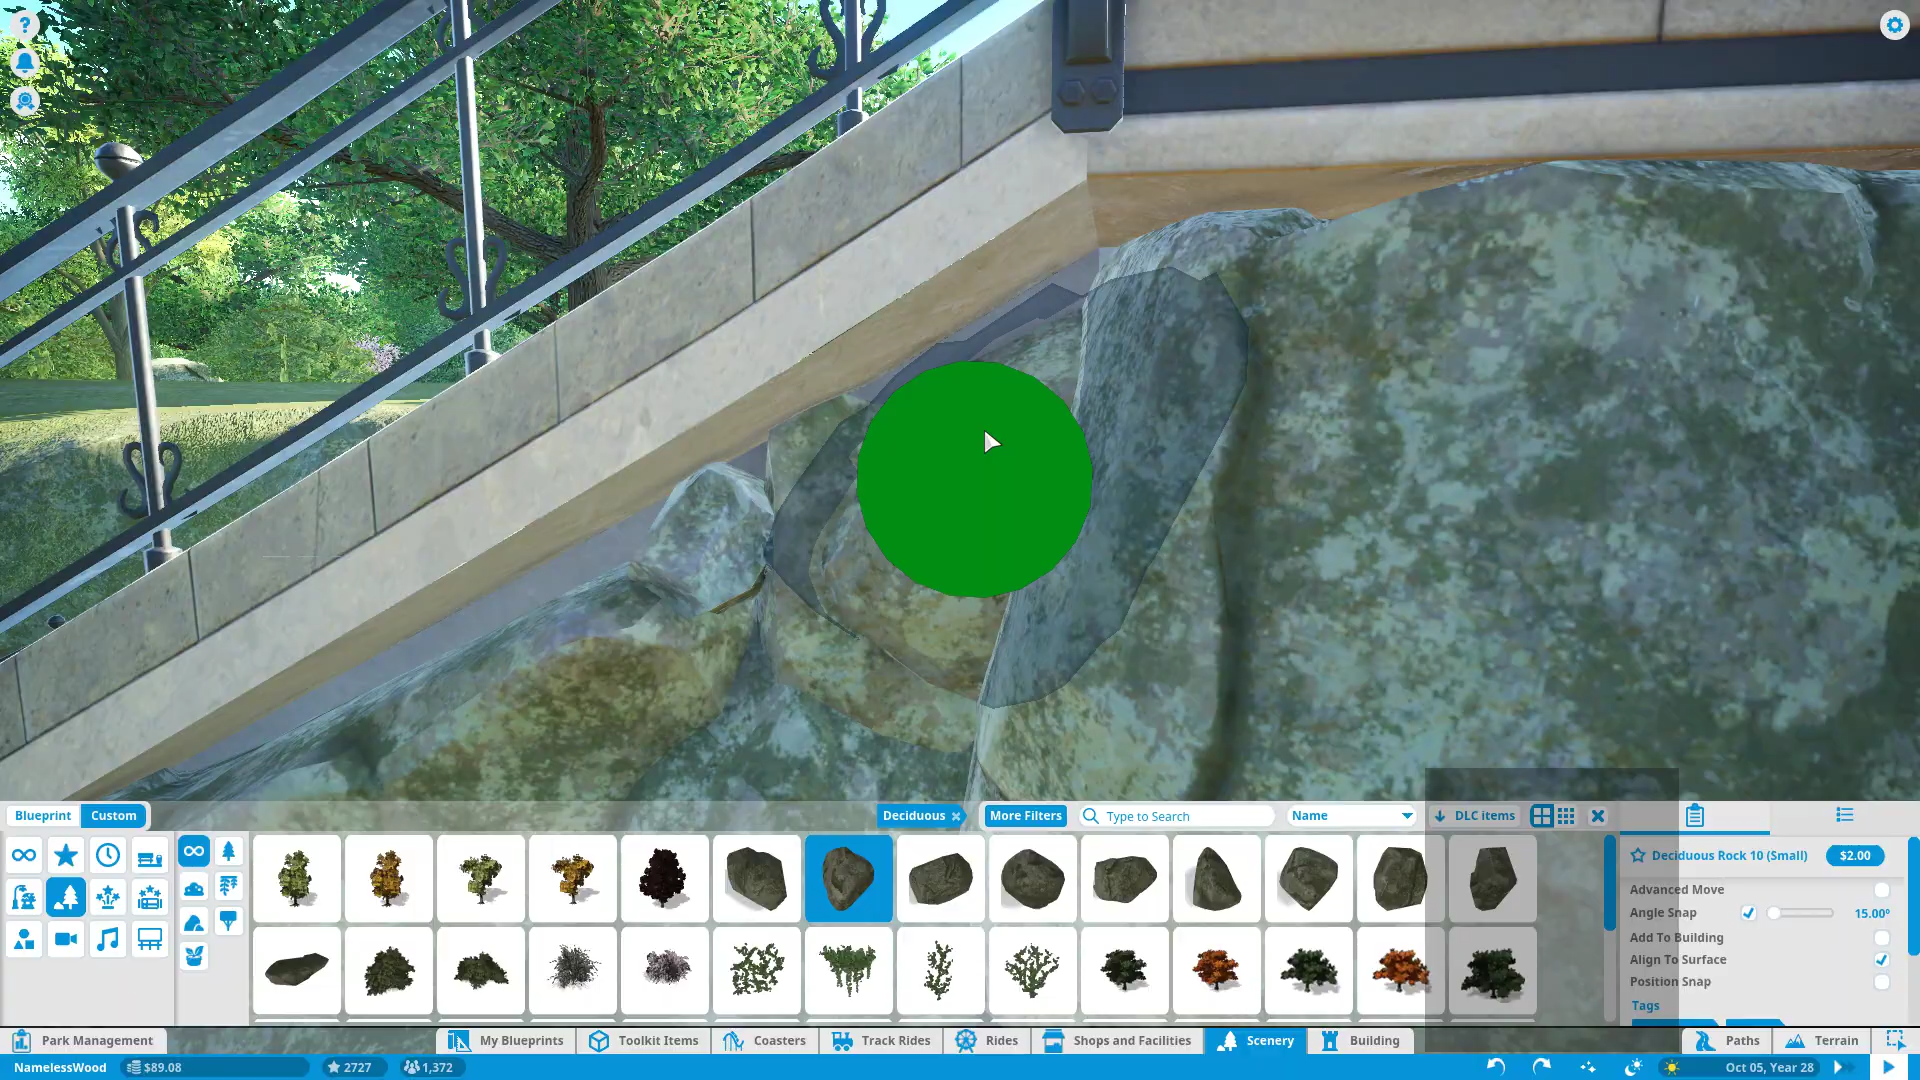 ?
Blueprint
Custom
Deciduous ×
More Filters
Type to Search
Name
DLC items
Deciduous Rock 10 (Small)
$2.00
Advanced Move
Angle Snap
15.00°
Add To Building
Align To Surface
Position Snap
Tags
Park Management
My Blueprints
Toolkit Items
Coasters
Track Rides
Rides
Shops and Facilities
Scenery
Building
Paths
Terrain
NamelessWood
$89.08
2727
1,372
Oct 05, Year 28